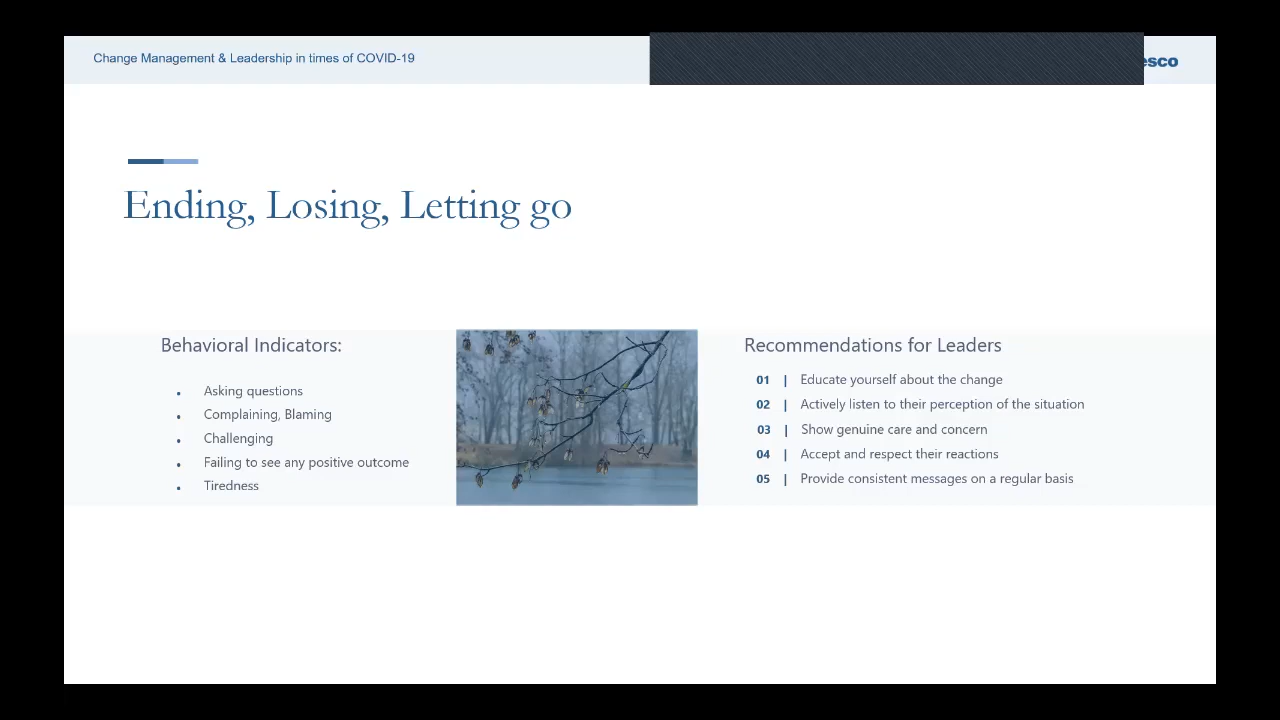 Change Management & Leadership in times of COVID-19
Ending, Losing, Letting go
Behavioral Indicators:
Asking questions
Complaining, Blaming
Challenging
Failing to see any positive outcome
Tiredness
Recommendations for Leaders
01 | Educate yourself about the change
02 | Actively listen to their perception of the situation
03 | Show genuine care and concern
04 | Accept and respect their reactions
05 | Provide consistent messages on a regular basis